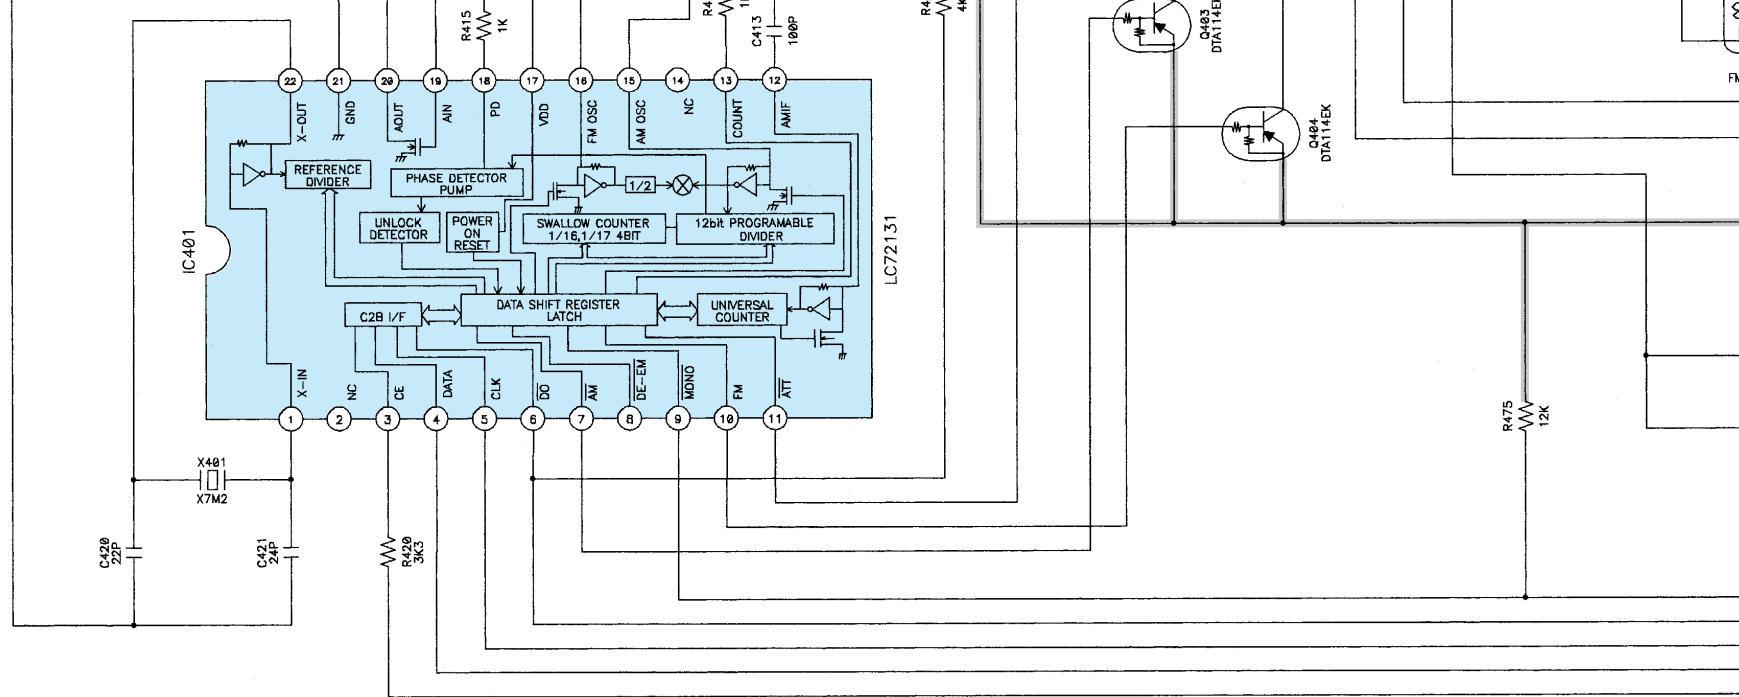 R415
1K
C413
100P
Q403
DTA114EK
22
21
20
19
18
17
16
15
14
13
12
X-OUT
GND
AOUT
AIN
PD
VDD
FM OSC
AM OSC
NC
COUNT
AMIF
Q404
DTA114EK
REFERENCE
DIVIDER
PHASE DETECTOR
PUMP
1/2
UNLOCK
DETECTOR
POWER
ON
RESET
SWALLOW COUNTER
1/16,1/17 4BIT
12bit PROGRAMABLE
DIVIDER
IC401
LC72131
C2B I/F
DATA SHIFT REGISTER
LATCH
UNIVERSAL
COUNTER
X-IN
NC
CE
DATA
CLK
DO
AM
DE-EM
MONO
FM
ATT
1
2
3
4
5
6
7
8
9
10
11
R475
12K
X401
X7M2
C420
22P
C421
24P
R420
3K3